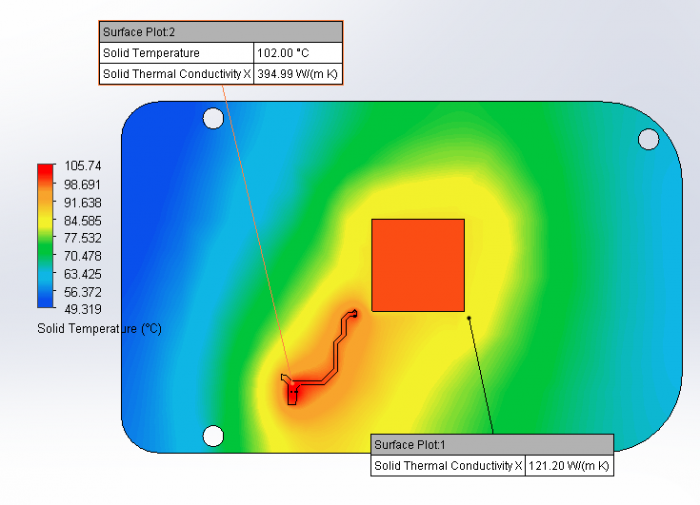 Surface Plot:2
Solid Temperature 102.00 °C
Solid Thermal Conductivity X 394.99 W/(m K)
105.74
98.691
91.638
84.585
77.532
70.478
63.425
56.372
49.319
Solid Temperature (°C)
Surface Plot:1
Solid Thermal Conductivity X 121.20 W/(m K)